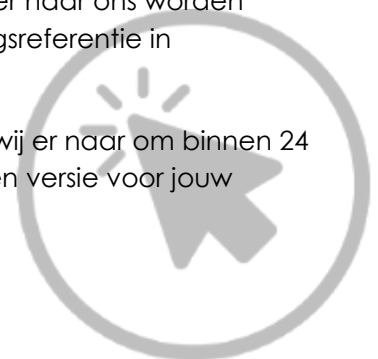 er naar ons worden
gsreferentie in
wij er naar om binnen 24
en versie voor jouw